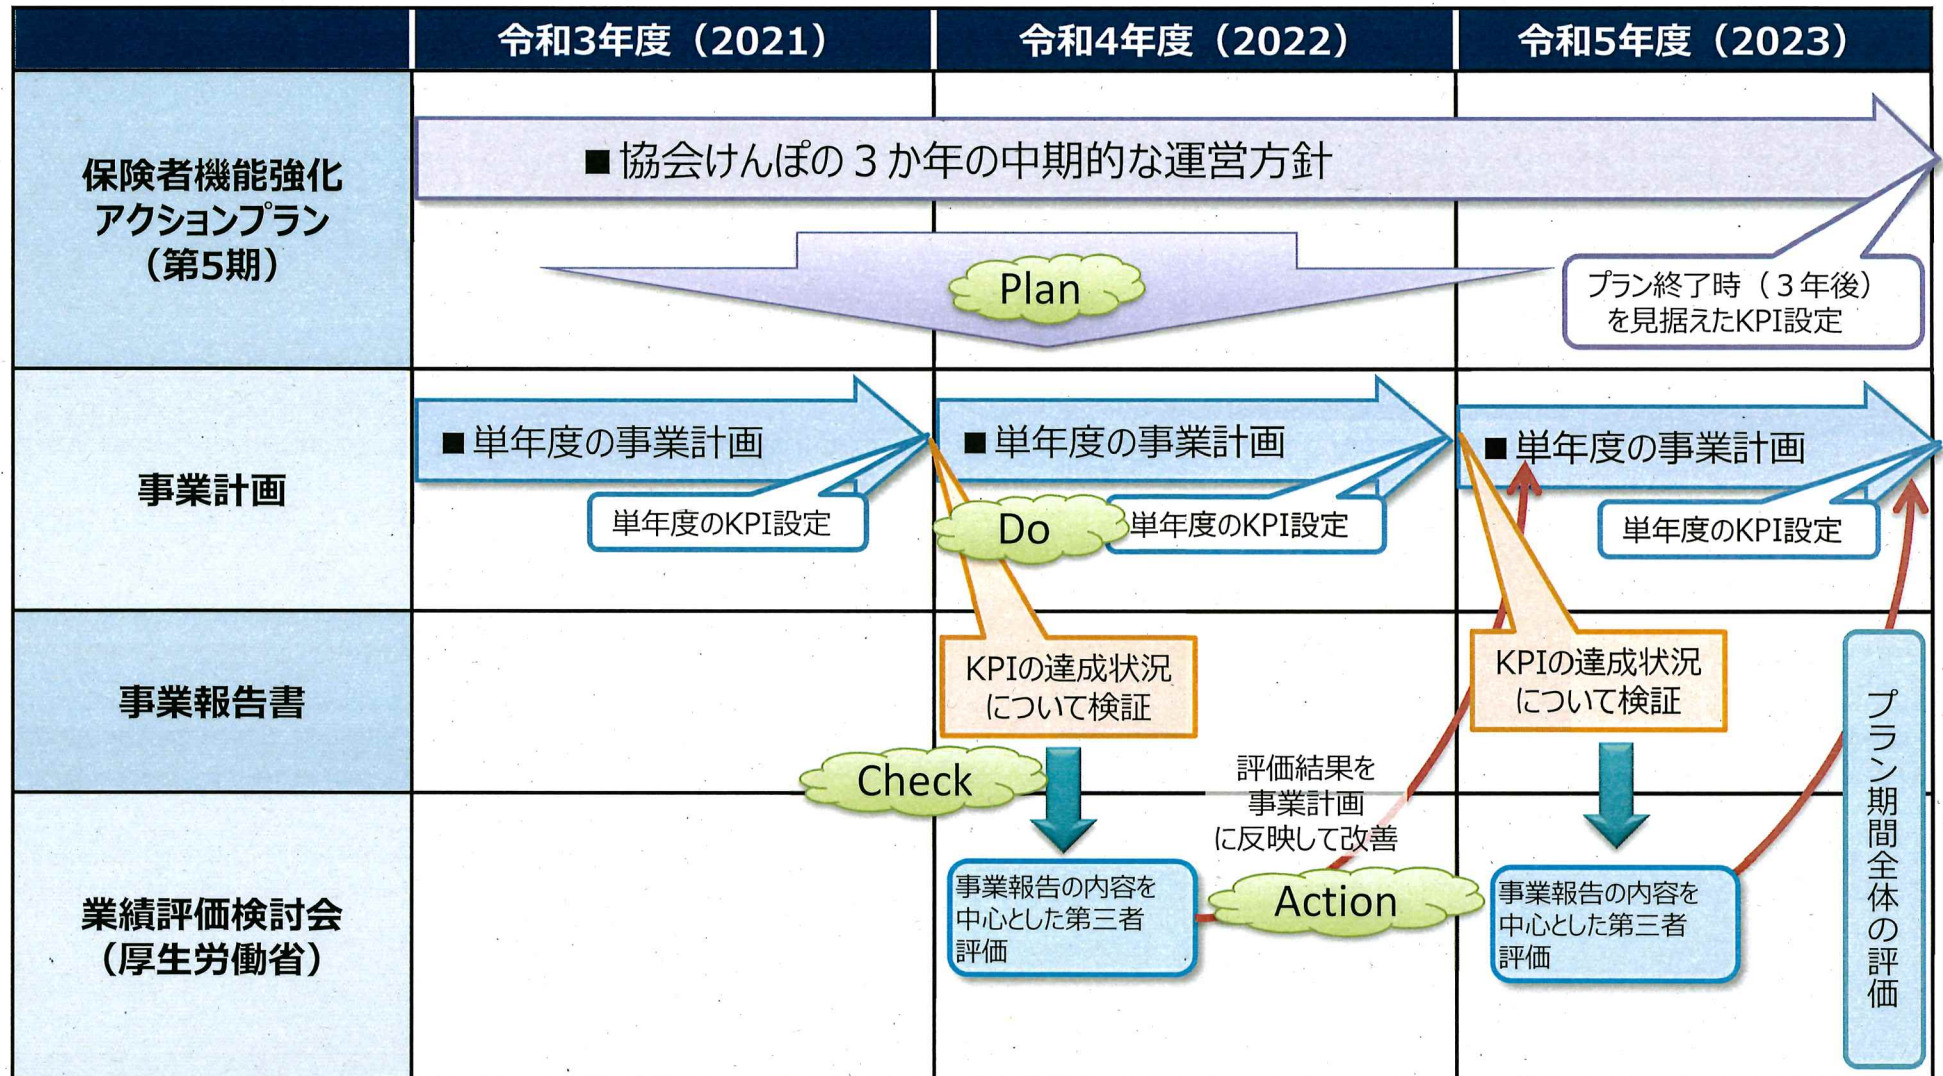 令和3年度（2021）
令和4年度（2022）
令和5年度（2023）
保険者機能強化
アクションプラン
（第5期）
■協会けんぽの３か年の中期的な運営方針
Plan
プラン終了時（３年後）
を見据えたKPI設定
事業計画
■単年度の事業計画
単年度のKPI設定
■単年度の事業計画
Do
単年度のKPI設定
■単年度の事業計画
単年度のKPI設定
事業報告書
KPIの達成状況
について検証
KPIの達成状況
について検証
Check
評価結果を
事業計画
に反映して改善
業績評価検討会
（厚生労働省）
事業報告の内容を
中心とした第三者
評価
Action
事業報告の内容を
中心とした第三者
評価
プラン期間全体の評価